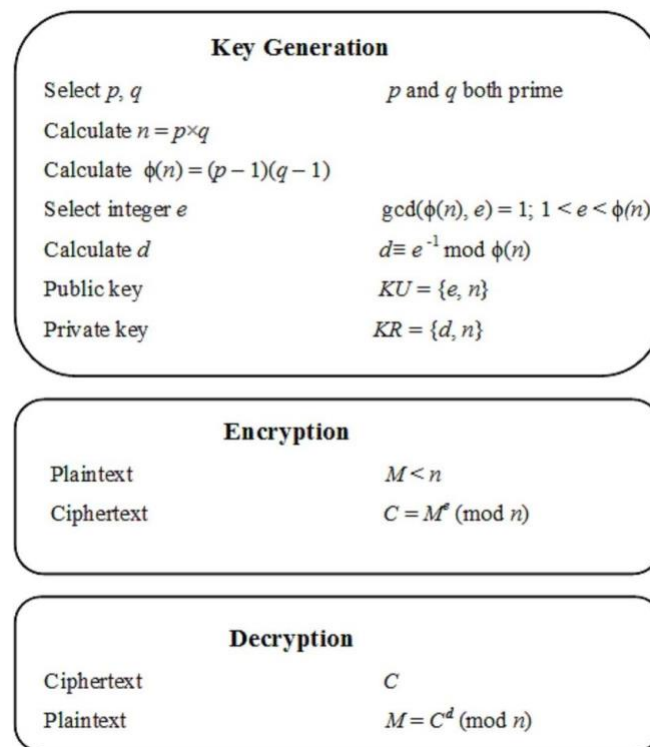 Key Generation
Select p, q p and q both prime
Calculate n = p×q
Calculate ϕ(n) = (p − 1)(q − 1)
Select integer e gcd(ϕ(n), e) = 1; 1 < e < ϕ(n)
Calculate d d≡ e⁻¹ mod ϕ(n)
Public key KU = {e, n}
Private key KR = {d, n}
Encryption
Plaintext M < n
Ciphertext C = Mᵉ (mod n)
Decryption
Ciphertext C
Plaintext M = Cᵈ (mod n)